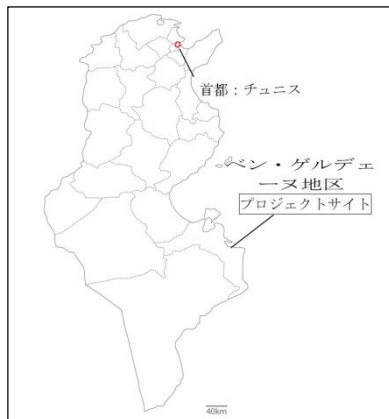 首都：チュニス
ベン・ゲルデェ
ーヌ地区
プロジェクトサイト
40km